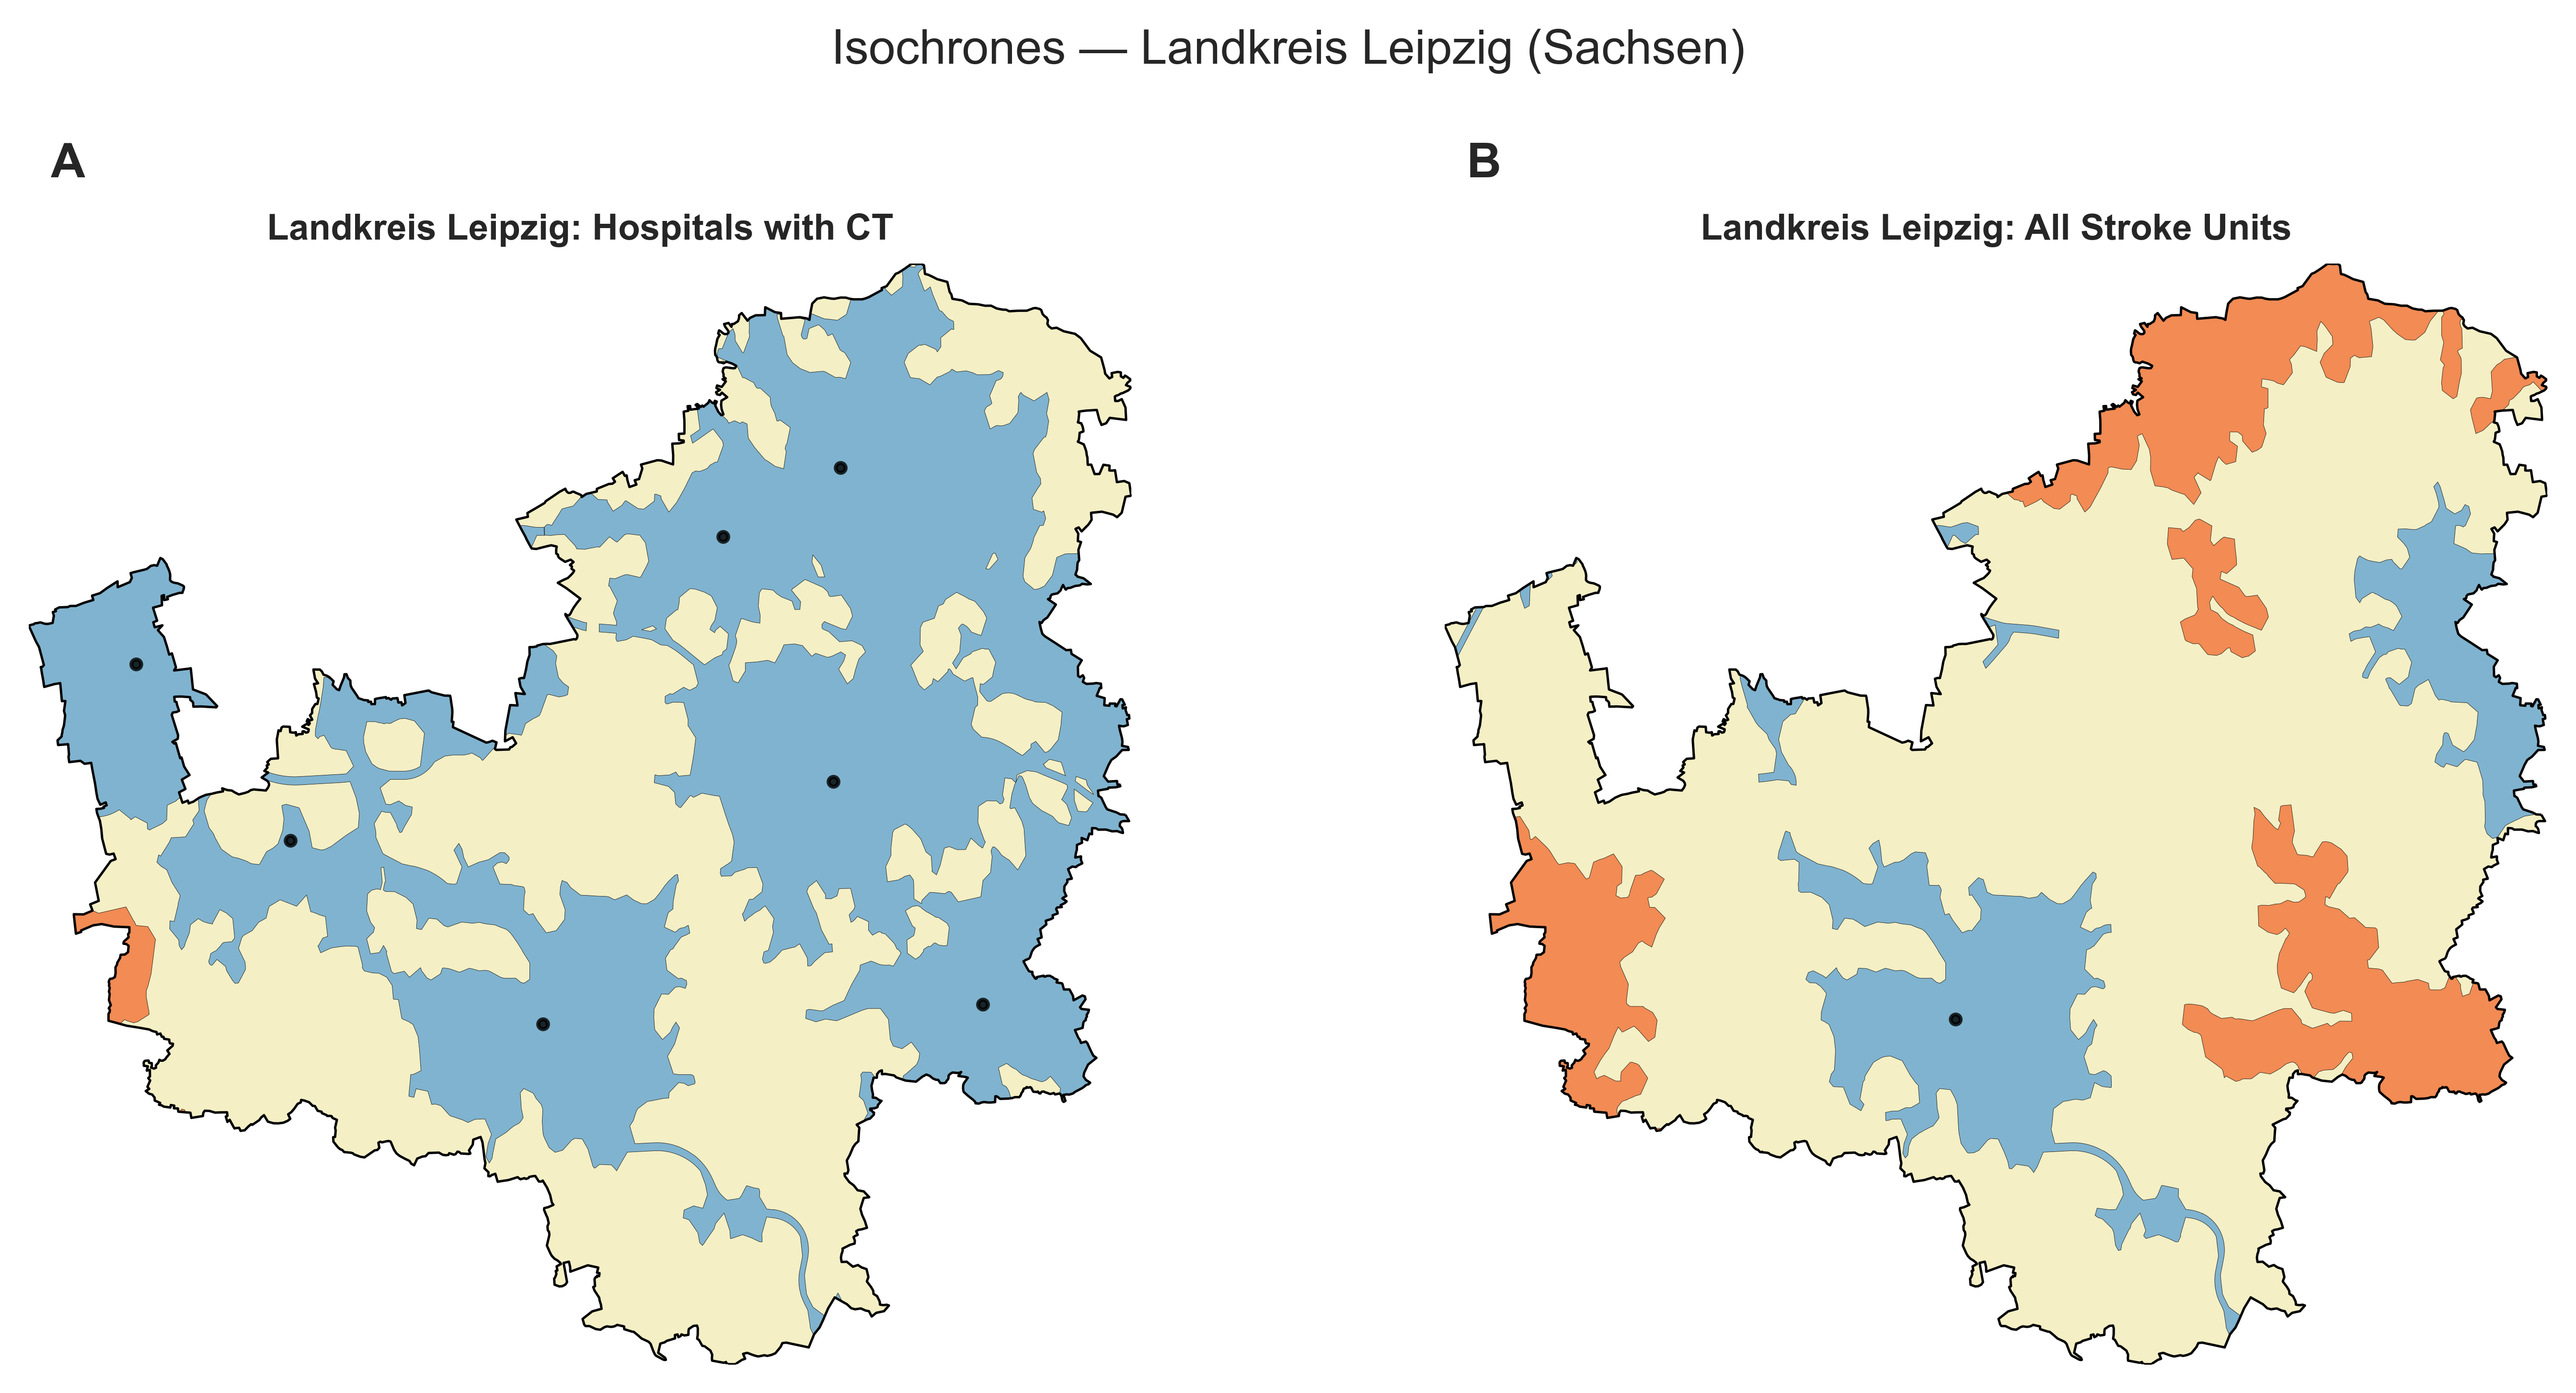 Isochrones — Landkreis Leipzig (Sachsen)
A
B
Landkreis Leipzig: Hospitals with CT
Landkreis Leipzig: All Stroke Units